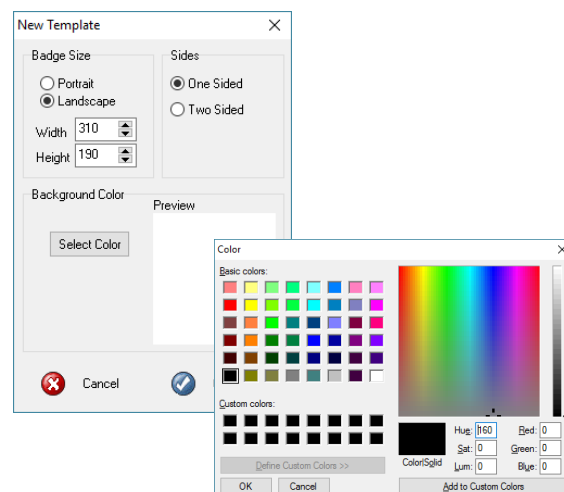 New Template
Badge Size
Portrait
Landscape
Width 310
Height 190
Sides
One Sided
Two Sided
Background Color
Preview
Select Color
Cancel
Color
Basic colors:
Custom colors:
Define Custom Colors >>
OK Cancel
Color|Solid
Hue: 160 Red: 0
Sat: 0 Green: 0
Lum: 0 Blue: 0
Add to Custom Colors